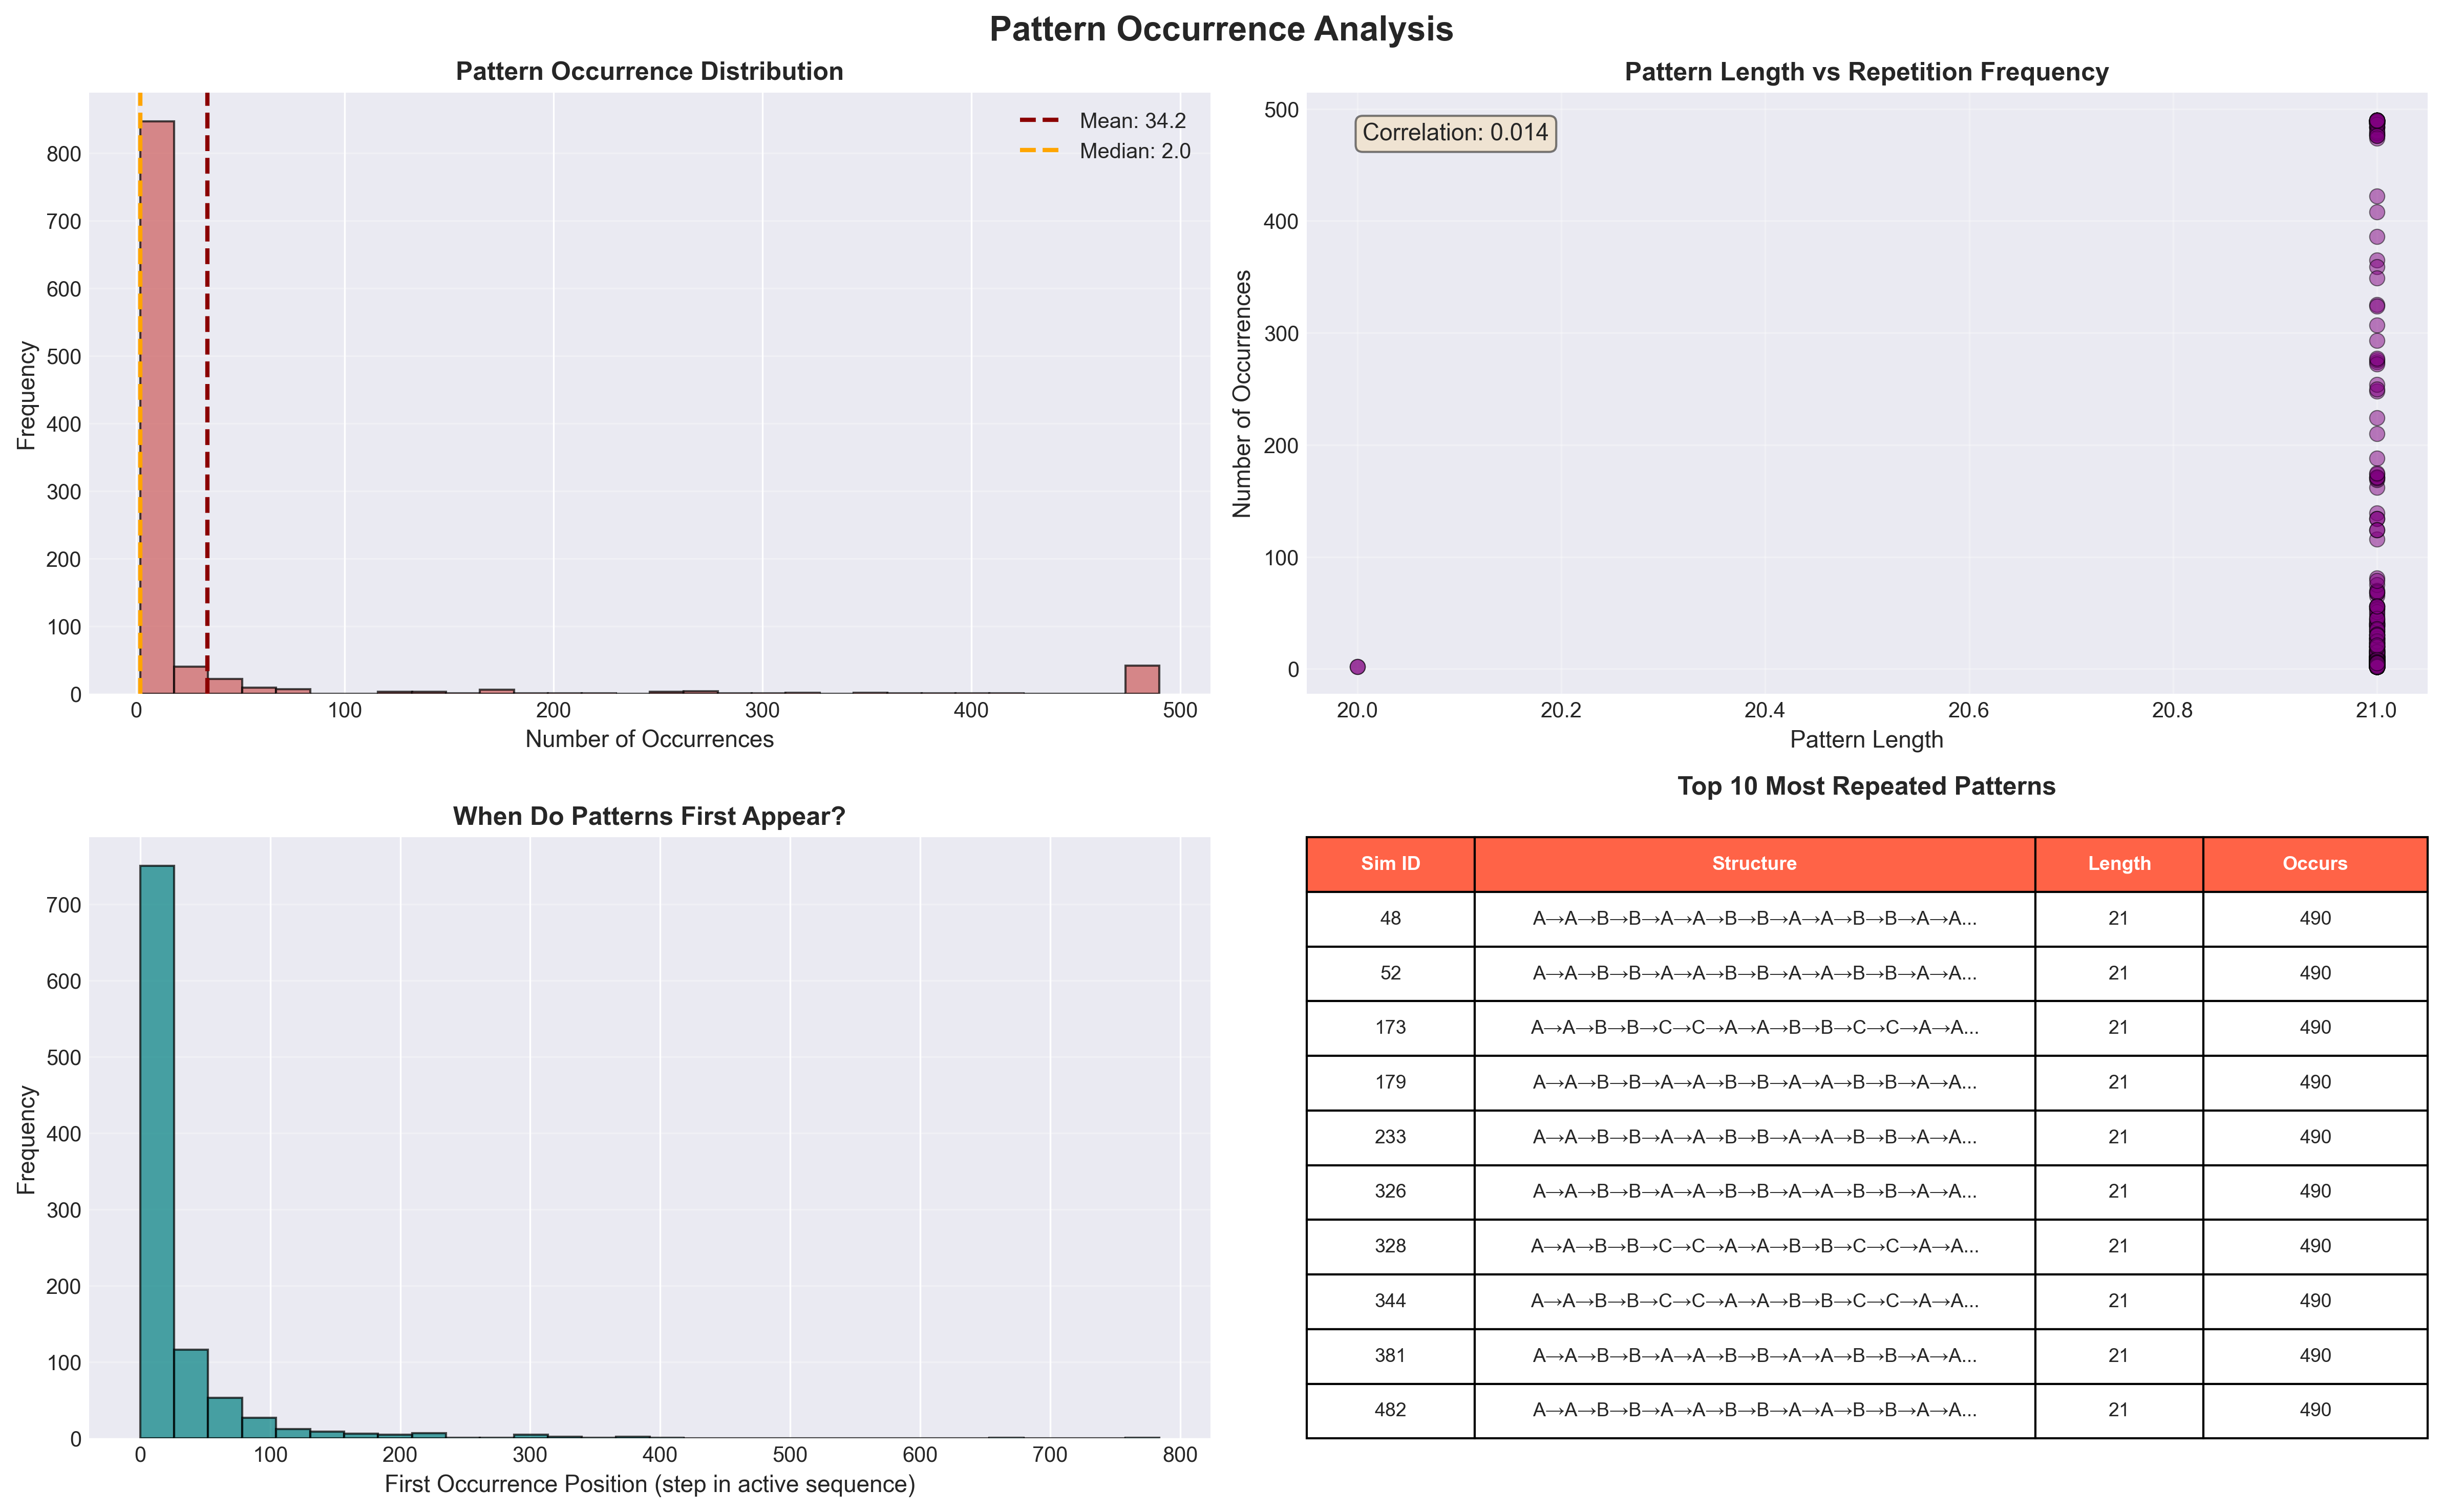 Pattern Occurrence Analysis
Pattern Occurrence Distribution
Mean: 34.2
Median: 2.0
Frequency
800
700
600
500
400
300
200
100
0
0 100 200 300 400 500
Number of Occurrences
Pattern Length vs Repetition Frequency
Correlation: 0.014
Number of Occurrences
500
400
300
200
100
0
20.0 20.2 20.4 20.6 20.8 21.0
Pattern Length
When Do Patterns First Appear?
Frequency
700
600
500
400
300
200
100
0
0 100 200 300 400 500 600 700 800
First Occurrence Position (step in active sequence)
Top 10 Most Repeated Patterns
Sim ID Structure Length Occurs
48 A→A→B→B→A→A→B→B→A→A→B→B→A→A... 21 490
52 A→A→B→B→A→A→B→B→A→A→B→B→A→A... 21 490
173 A→A→B→B→C→C→A→A→B→B→C→C→A→A... 21 490
179 A→A→B→B→A→A→B→B→A→A→B→B→A→A... 21 490
233 A→A→B→B→A→A→B→B→A→A→B→B→A→A... 21 490
326 A→A→B→B→A→A→B→B→A→A→B→B→A→A... 21 490
328 A→A→B→B→C→C→A→A→B→B→C→C→A→A... 21 490
344 A→A→B→B→C→C→A→A→B→B→C→C→A→A... 21 490
381 A→A→B→B→A→A→B→B→A→A→B→B→A→A... 21 490
482 A→A→B→B→A→A→B→B→A→A→B→B→A→A... 21 490